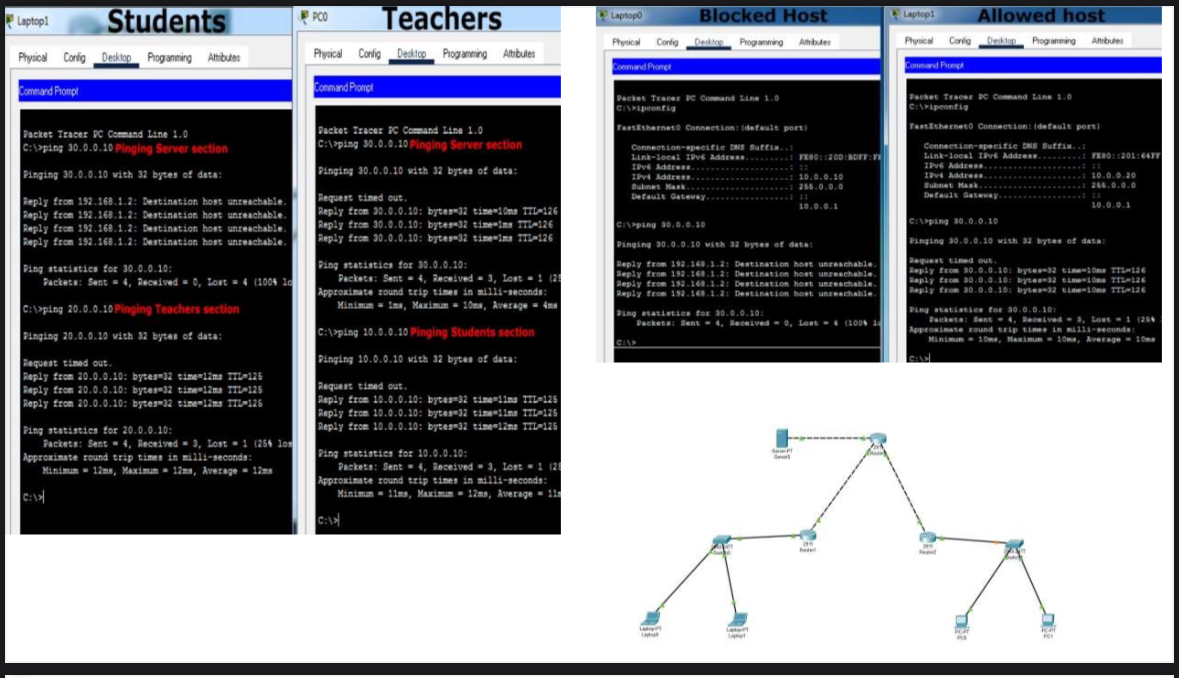 Laptop1
Students
Physical Config Desktop Programming Attributes
Command Prompt
Packet Tracer PC Command Line 1.0
C:\>ping 30.0.0.10 Pinging Server section
Pinging 30.0.0.10 with 32 bytes of data:
Reply from 192.168.1.2: Destination host unreachable.
Reply from 192.168.1.2: Destination host unreachable.
Reply from 192.168.1.2: Destination host unreachable.
Reply from 192.168.1.2: Destination host unreachable.
Ping statistics for 30.0.0.10:
Packets: Sent = 4, Received = 0, Lost = 4 (100% lo
C:\>ping 20.0.0.10 Pinging Teachers section
Pinging 20.0.0.10 with 32 bytes of data:
Request timed out.
Reply from 20.0.0.10: bytes=32 time=12ms TTL=125
Reply from 20.0.0.10: bytes=32 time=12ms TTL=125
Reply from 20.0.0.10: bytes=32 time=12ms TTL=125
Ping statistics for 20.0.0.10:
Packets: Sent = 4, Received = 3, Lost = 1 (25% los
Approximate round trip times in milli-seconds:
Minimum = 12ms, Maximum = 12ms, Average = 12ms
C:\>
PC0
Teachers
Physical Config Desktop Programming Attributes
Command Prompt
Packet Tracer PC Command Line 1.0
C:\>ping 30.0.0.10 Pinging Server section
Pinging 30.0.0.10 with 32 bytes of data:
Request timed out.
Reply from 30.0.0.10: bytes=32 time=10ms TTL=126
Reply from 30.0.0.10: bytes=32 time=1ms TTL=126
Reply from 30.0.0.10: bytes=32 time=1ms TTL=126
Ping statistics for 30.0.0.10:
Packets: Sent = 4, Received = 3, Lost = 1 (25
Approximate round trip times in milli-seconds:
Minimum = 1ms, Maximum = 10ms, Average = 4ms
C:\>ping 10.0.0.10 Pinging Students section
Pinging 10.0.0.10 with 32 bytes of data:
Request timed out.
Reply from 10.0.0.10: bytes=32 time=11ms TTL=125
Reply from 10.0.0.10: bytes=32 time=11ms TTL=125
Reply from 10.0.0.10: bytes=32 time=12ms TTL=125
Ping statistics for 10.0.0.10:
Packets: Sent = 4, Received = 3, Lost = 1 (25
Approximate round trip times in milli-seconds:
Minimum = 11ms, Maximum = 12ms, Average = 11m
C:\>
Laptop0
Blocked Host
Physical Config Desktop Programming Attributes
Command Prompt
Packet Tracer PC Command Line 1.0
C:\>ipconfig
FastEthernet0 Connection:(default port)
Connection-specific DNS Suffix..:
Link-local IPv6 Address.........: FE80::20D:BDFF:F
IPv6 Address....................: ::
IPv4 Address....................: 10.0.0.10
Subnet Mask.....................: 255.0.0.0
Default Gateway.................: ::
10.0.0.1
C:\>ping 30.0.0.10
Pinging 30.0.0.10 with 32 bytes of data:
Reply from 192.168.1.2: Destination host unreachable.
Reply from 192.168.1.2: Destination host unreachable.
Reply from 192.168.1.2: Destination host unreachable.
Reply from 192.168.1.2: Destination host unreachable.
Ping statistics for 30.0.0.10:
Packets: Sent = 4, Received = 0, Lost = 4 (100% lo
C:\>
Laptop1
Allowed host
Physical Config Desktop Programming Attributes
Command Prompt
Packet Tracer PC Command Line 1.0
C:\>ipconfig
FastEthernet0 Connection:(default port)
Connection-specific DNS Suffix..:
Link-local IPv6 Address.........: FE80::201:64FF
IPv6 Address....................: ::
IPv4 Address....................: 10.0.0.20
Subnet Mask.....................: 255.0.0.0
Default Gateway.................: ::
10.0.0.1
C:\>ping 30.0.0.10
Pinging 30.0.0.10 with 32 bytes of data:
Request timed out.
Reply from 30.0.0.10: bytes=32 time=10ms TTL=126
Reply from 30.0.0.10: bytes=32 time=10ms TTL=126
Reply from 30.0.0.10: bytes=32 time=10ms TTL=126
Ping statistics for 30.0.0.10:
Packets: Sent = 4, Received = 3, Lost = 1 (25%
Approximate round trip times in milli-seconds:
Minimum = 10ms, Maximum = 10ms, Average = 10ms
C:\>
Server-PT
2911
Router1
2911
Router2
Laptop-PT
Laptop0
Laptop-PT
Laptop1
PC-PT
PC0
PC-PT
PC1